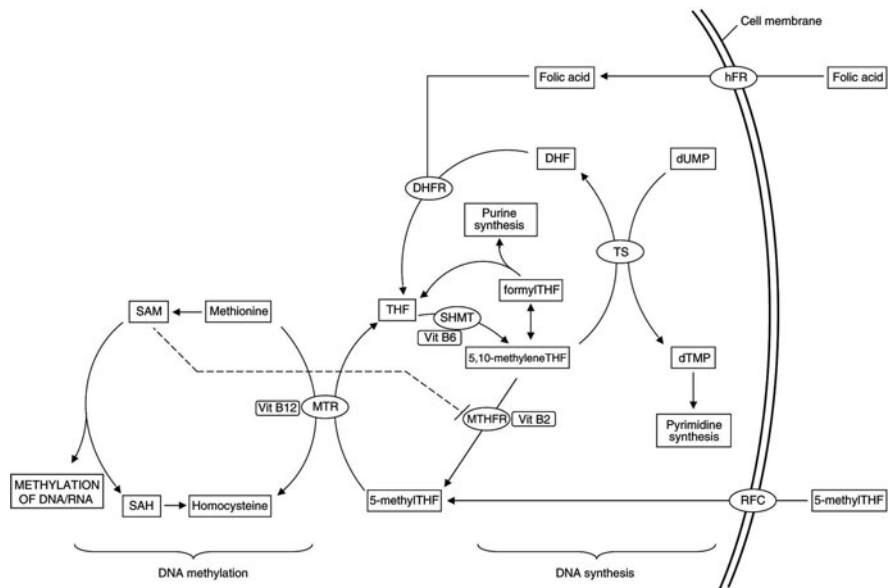 Cell membrane
Folic acid
hFR
Folic acid
DHF
dUMP
DHFR
Purine
synthesis
TS
formylTHF
SAM
Methionine
THF
SHMT
Vit B6
5,10-methyleneTHF
dTMP
Vit B12
MTR
MTHFR
Vit B2
Pyrimidine
synthesis
METHYLATION
OF DNA/RNA
SAH
Homocysteine
5-methylTHF
RFC
5-methylTHF
DNA methylation
DNA synthesis